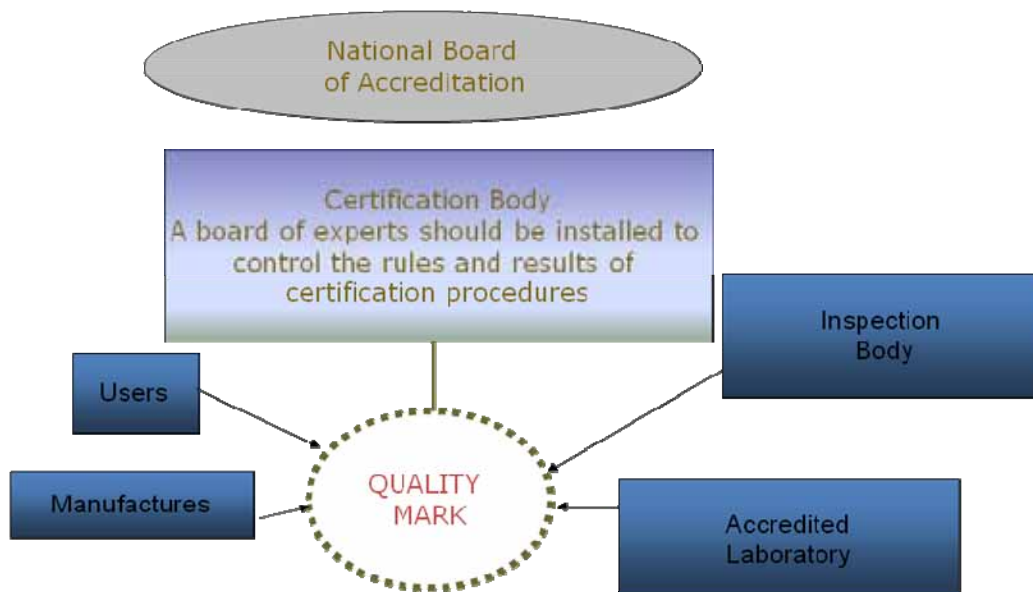 National Board
of Accreditation
Certification Body
A board of experts should be installed to
control the rules and results of
certification procedures
Inspection
Body
Users
Manufactures
QUALITY
MARK
Accredited
Laboratory